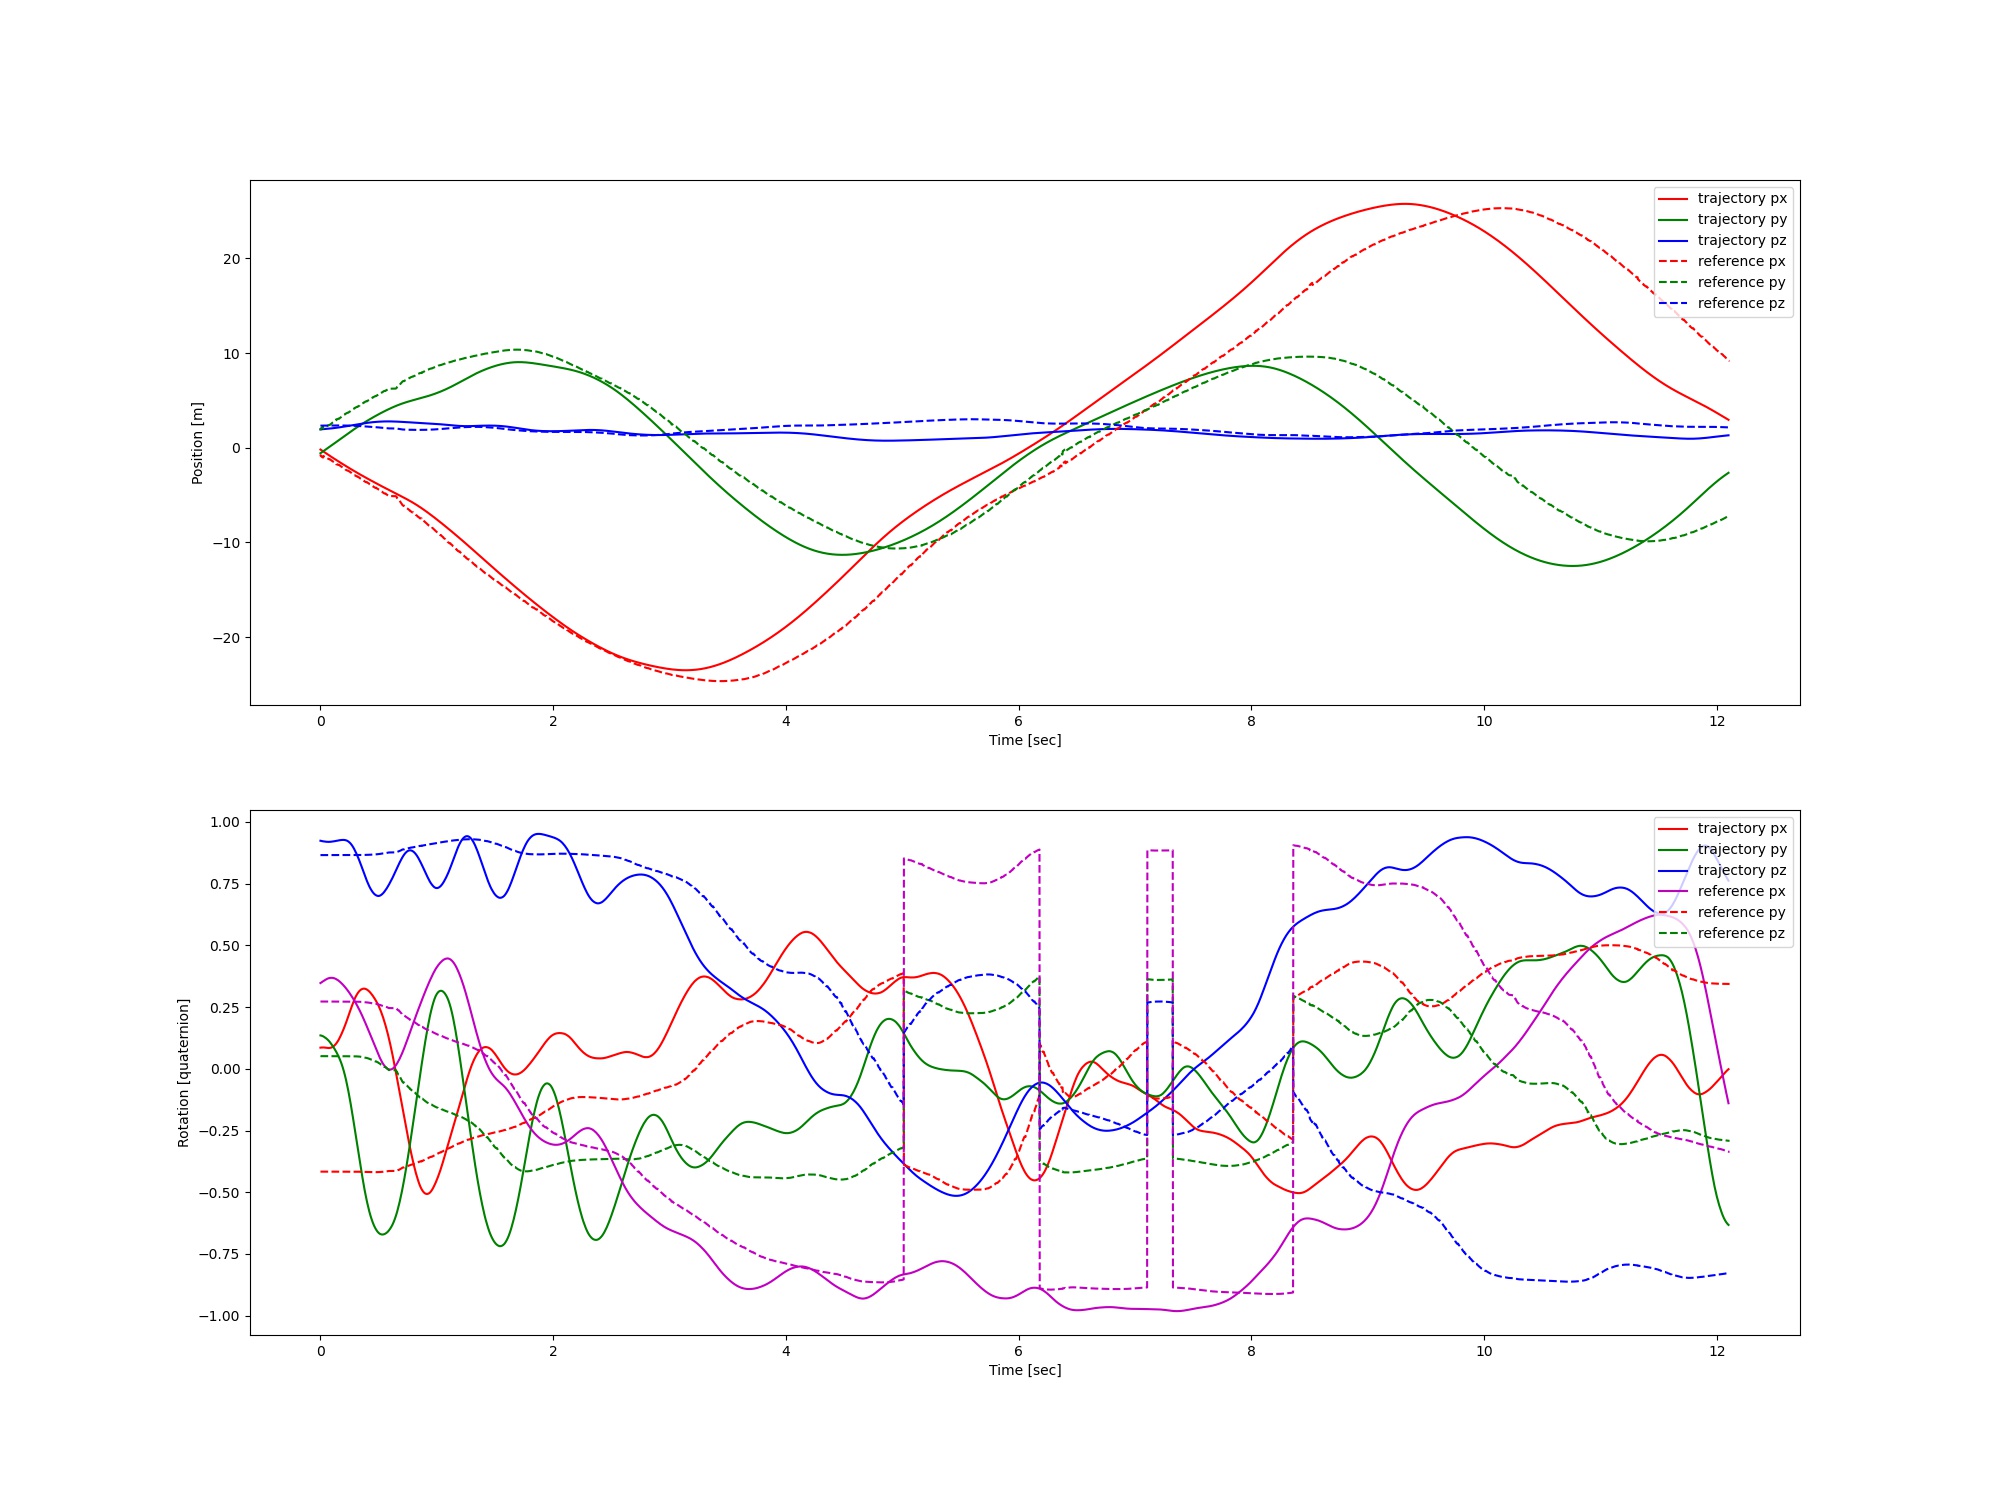 20
10
0
−10
−20
Position [m]
trajectory px
trajectory py
trajectory pz
reference px
reference py
reference pz
0 2 4 6 8 10 12
Time [sec]
1.00
0.75
0.50
0.25
0.00
−0.25
−0.50
−0.75
−1.00
Rotation [quaternion]
trajectory px
trajectory py
trajectory pz
reference px
reference py
reference pz
0 2 4 6 8 10 12
Time [sec]